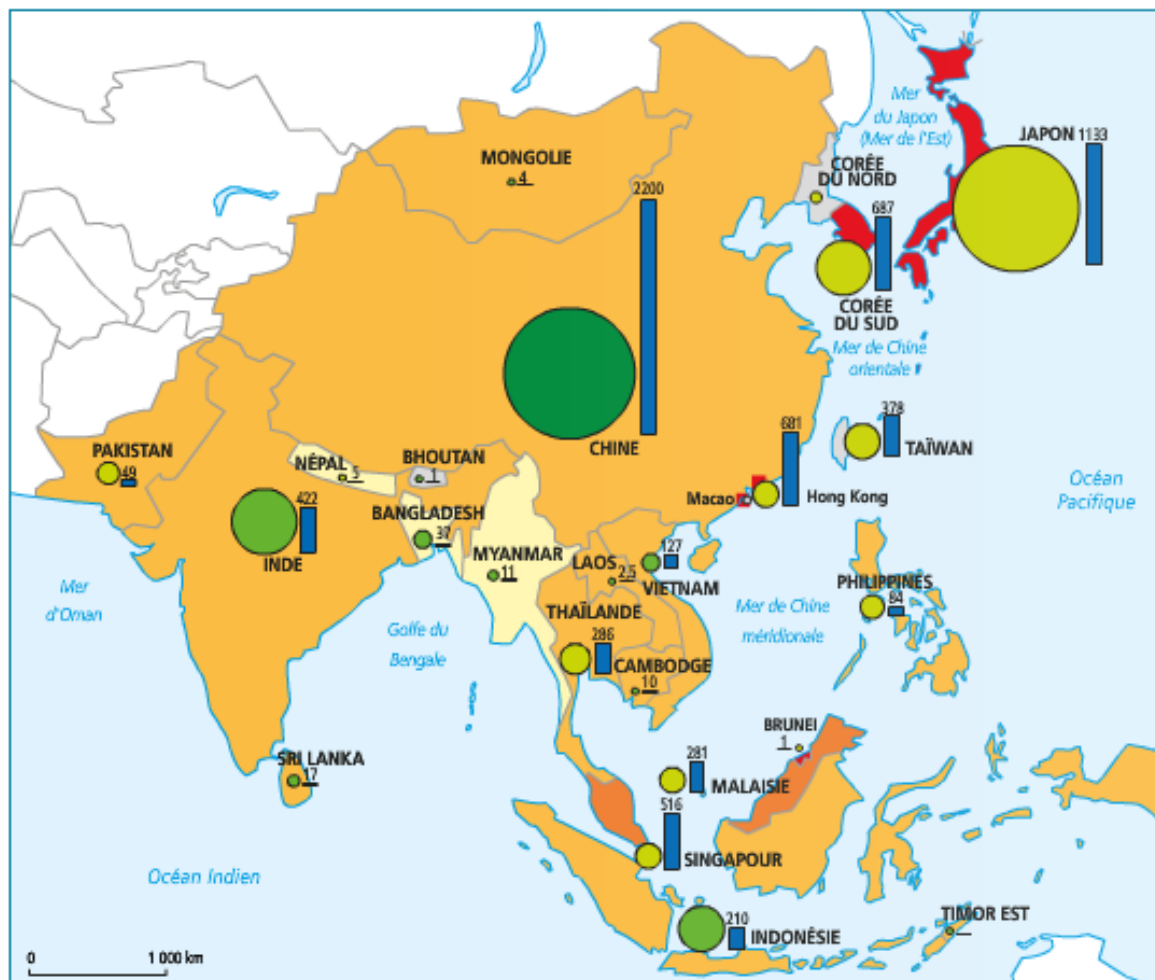 Mer
du Japon
(Mer de l'Est)
JAPON 1133
MONGOLIE
4
2200
CORÉE
DU NORD
687
CORÉE
DU SUD
Mer de Chine
orientale
378
TAÏWAN
681
CHINE
PAKISTAN
49
NÉPAL
5
BHOUTAN
1
Macao
Hong Kong
Océan
Pacifique
422
INDE
BANGLADESH
37
MYANMAR
11
LAOS
2,5
127
VIETNAM
PHILIPPINES
84
Mer
d'Oman
Golfe du
Bengale
THAÏLANDE
286
CAMBODGE
10
Mer de Chine
méridionale
BRUNEI
1
SRI LANKA
17
281
MALAISIE
516
SINGAPOUR
Océan Indien
210
INDONÉSIE
TIMOR EST
0 1 000 km